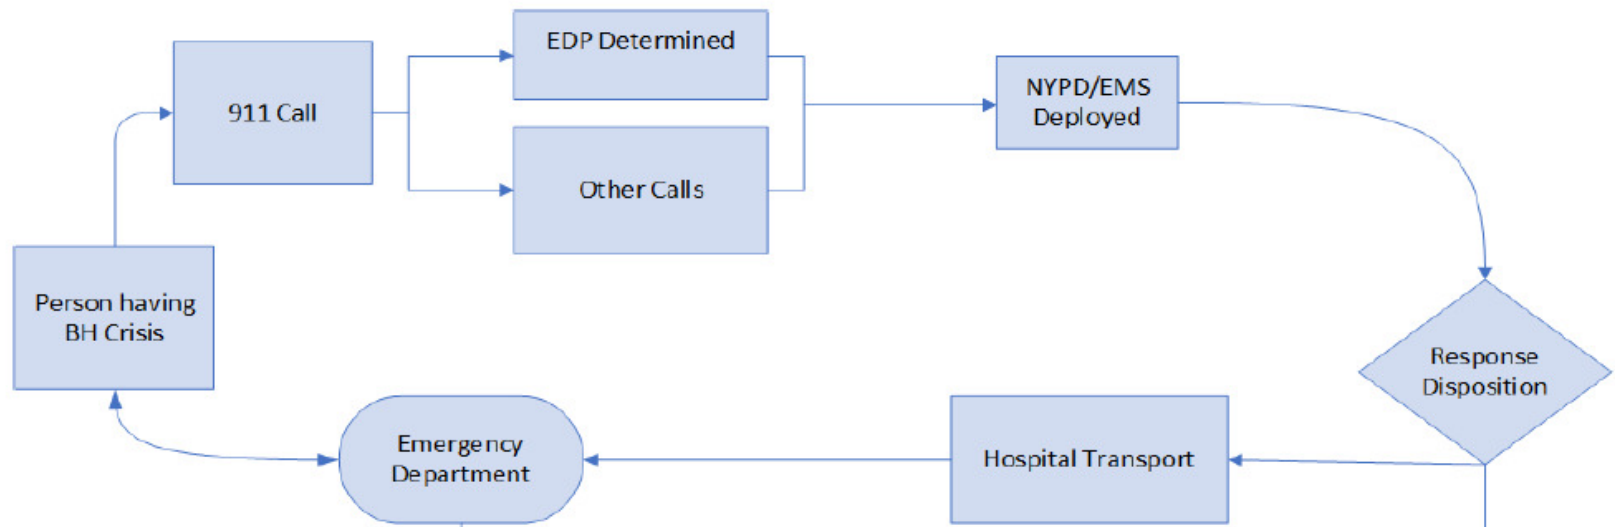 EDP Determined
911 Call
Other Calls
NYPD/EMS
Deployed
Person having
BH Crisis
Response
Disposition
Hospital Transport
Emergency
Department